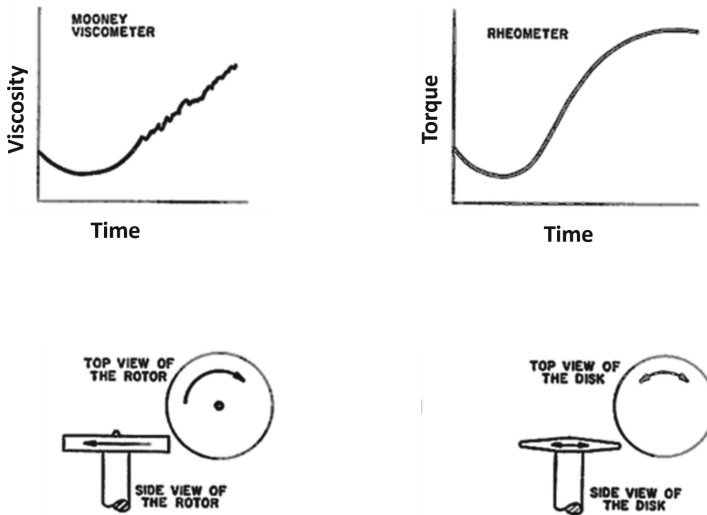 MOONEY
VISCOMETER
Viscosity
Time
RHEOMETER
Torque
Time
TOP VIEW OF
THE ROTOR
SIDE VIEW OF
THE ROTOR
TOP VIEW OF
THE DISK
SIDE VIEW OF
THE DISK